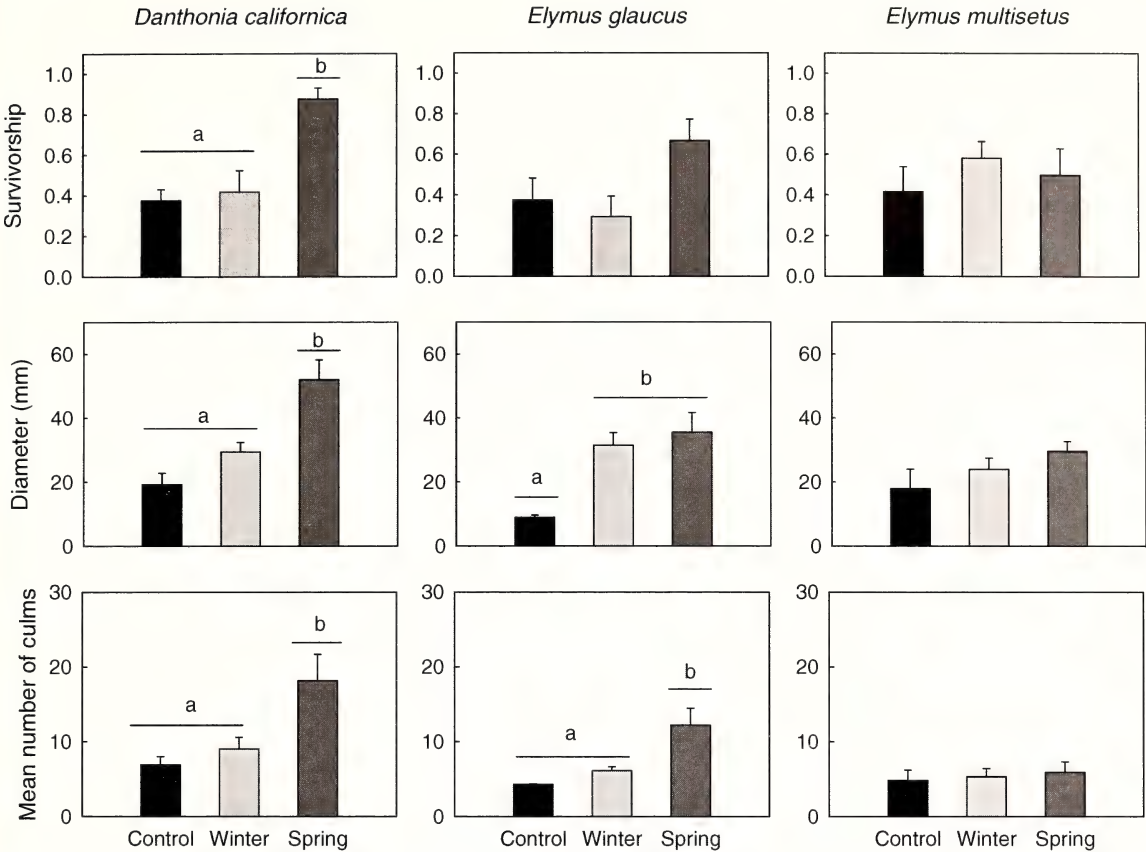 Danthonia californica Elymus glaucus Elymus multisetus
Survivorship
1.0 0.8 0.6 0.4 0.2 0.0
a b
1.0 0.8 0.6 0.4 0.2 0.0
1.0 0.8 0.6 0.4 0.2 0.0
Diameter (mm)
60 40 20 0
a b
60 40 20 0
a b
60 40 20 0
Mean number of culms
30 20 10 0
a b
30 20 10 0
a b
30 20 10 0
Control Winter Spring Control Winter Spring Control Winter Spring